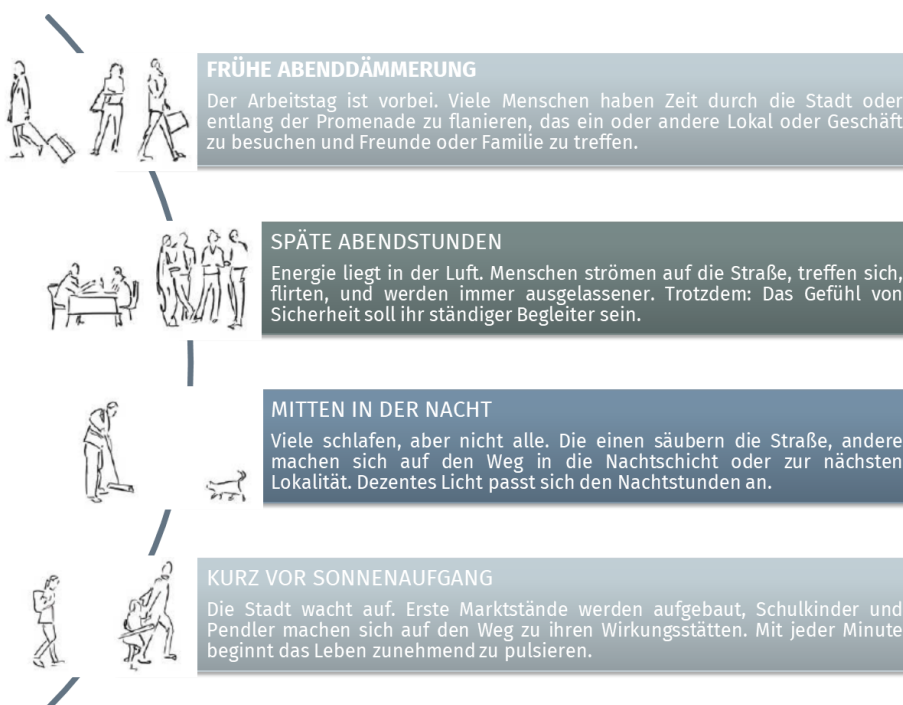 FRÜHE ABENDDÄMMERUNG
Der Arbeitstag ist vorbei. Viele Menschen haben Zeit durch die Stadt oder
entlang der Promenade zu flanieren, das ein oder andere Lokal oder Geschäft
zu besuchen und Freunde oder Familie zu treffen.
SPÄTE ABENDSTUNDEN
Energie liegt in der Luft. Menschen strömen auf die Straße, treffen sich,
flirten, und werden immer ausgelassener. Trotzdem: Das Gefühl von
Sicherheit soll ihr ständiger Begleiter sein.
MITTEN IN DER NACHT
Viele schlafen, aber nicht alle. Die einen säubern die Straße, andere
machen sich auf den Weg in die Nachtschicht oder zur nächsten
Lokalität. Dezentes Licht passt sich den Nachtstunden an.
KURZ VOR SONNENAUFGANG
Die Stadt wacht auf. Erste Marktstände werden aufgebaut, Schulkinder und
Pendler machen sich auf den Weg zu ihren Wirkungsstätten. Mit jeder Minute
beginnt das Leben zunehmend zu pulsieren.